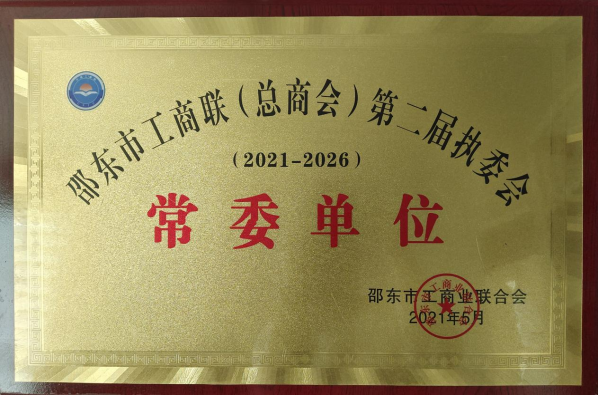 邵东市工商联（总商会）第二届执委会
（2021-2026）
常委单位
邵东市工商业联合会
2021年5月